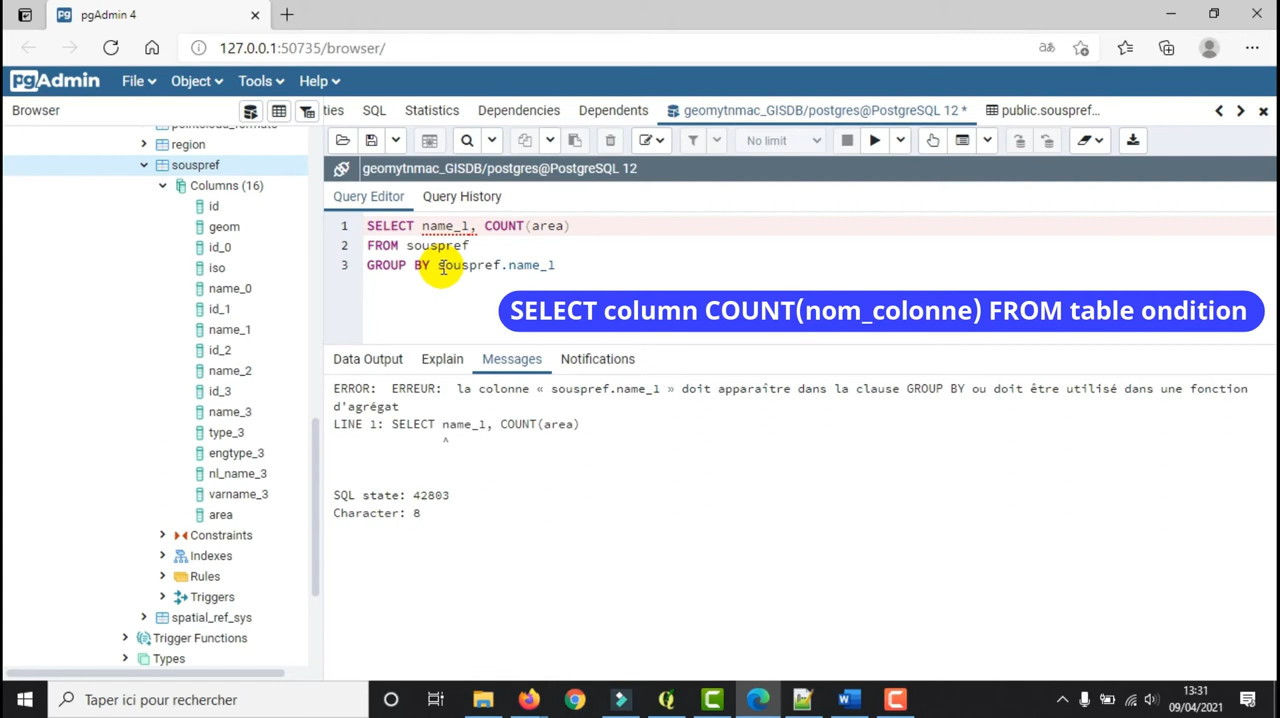 pgAdmin 4
127.0.0.1:50735/browser/
pgAdmin File Object Tools Help
Browser
ties SQL Statistics Dependencies Dependents geomytnmac_GISDB/postgres@PostgreSQL 12 * public.souspref...
No limit
geomytnmac_GISDB/postgres@PostgreSQL 12
Query Editor Query History
region
souspref
Columns (16)
id
geom
id_0
iso
name_0
id_1
name_1
id_2
name_2
id_3
name_3
type_3
engtype_3
nl_name_3
varname_3
area
Constraints
Indexes
Rules
Triggers
spatial_ref_sys
Trigger Functions
Types
1 SELECT name_1, COUNT(area)
2 FROM souspref
3 GROUP BY souspref.name_1
SELECT column COUNT(nom_colonne) FROM table ondition
Data Output Explain Messages Notifications
ERROR: ERREUR: la colonne « souspref.name_1 » doit apparaître dans la clause GROUP BY ou doit être utilisé dans une fonction
d'agrégat
LINE 1: SELECT name_1, COUNT(area)
^
SQL state: 42803
Character: 8
Taper ici pour rechercher
13:31
09/04/2021